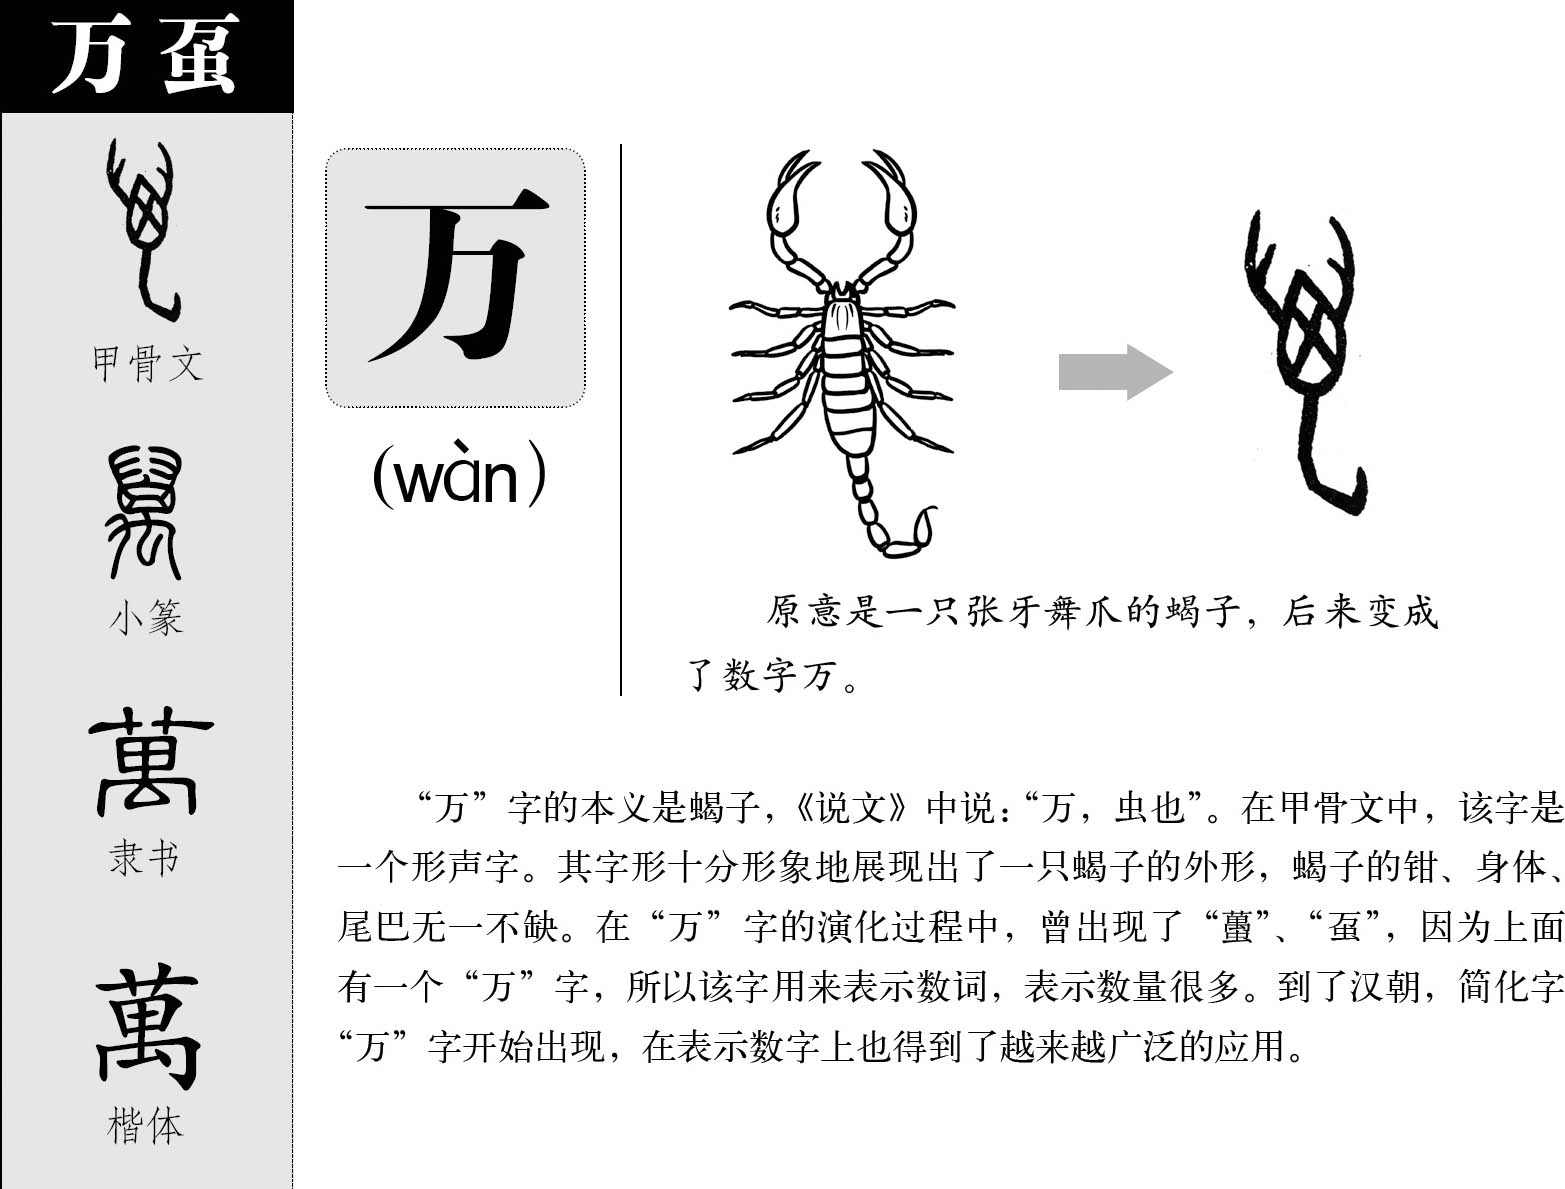 万 虿
甲骨文
小篆
萬
隶书
萬
楷体
万
(wàn)
原意是一只张牙舞爪的蝎子，后来变成
了数字万。
“万”字的本义是蝎子，《说文》中说：“万，虫也”。在甲骨文中，该字是
一个形声字。其字形十分形象地展现出了一只蝎子的外形，蝎子的钳、身体、
尾巴无一不缺。在“万”字的演化过程中，曾出现了“蠆”、“虿”，因为上面
有一个“万”字，所以该字用来表示数词，表示数量很多。到了汉朝，简化字
“万”字开始出现，在表示数字上也得到了越来越广泛的应用。